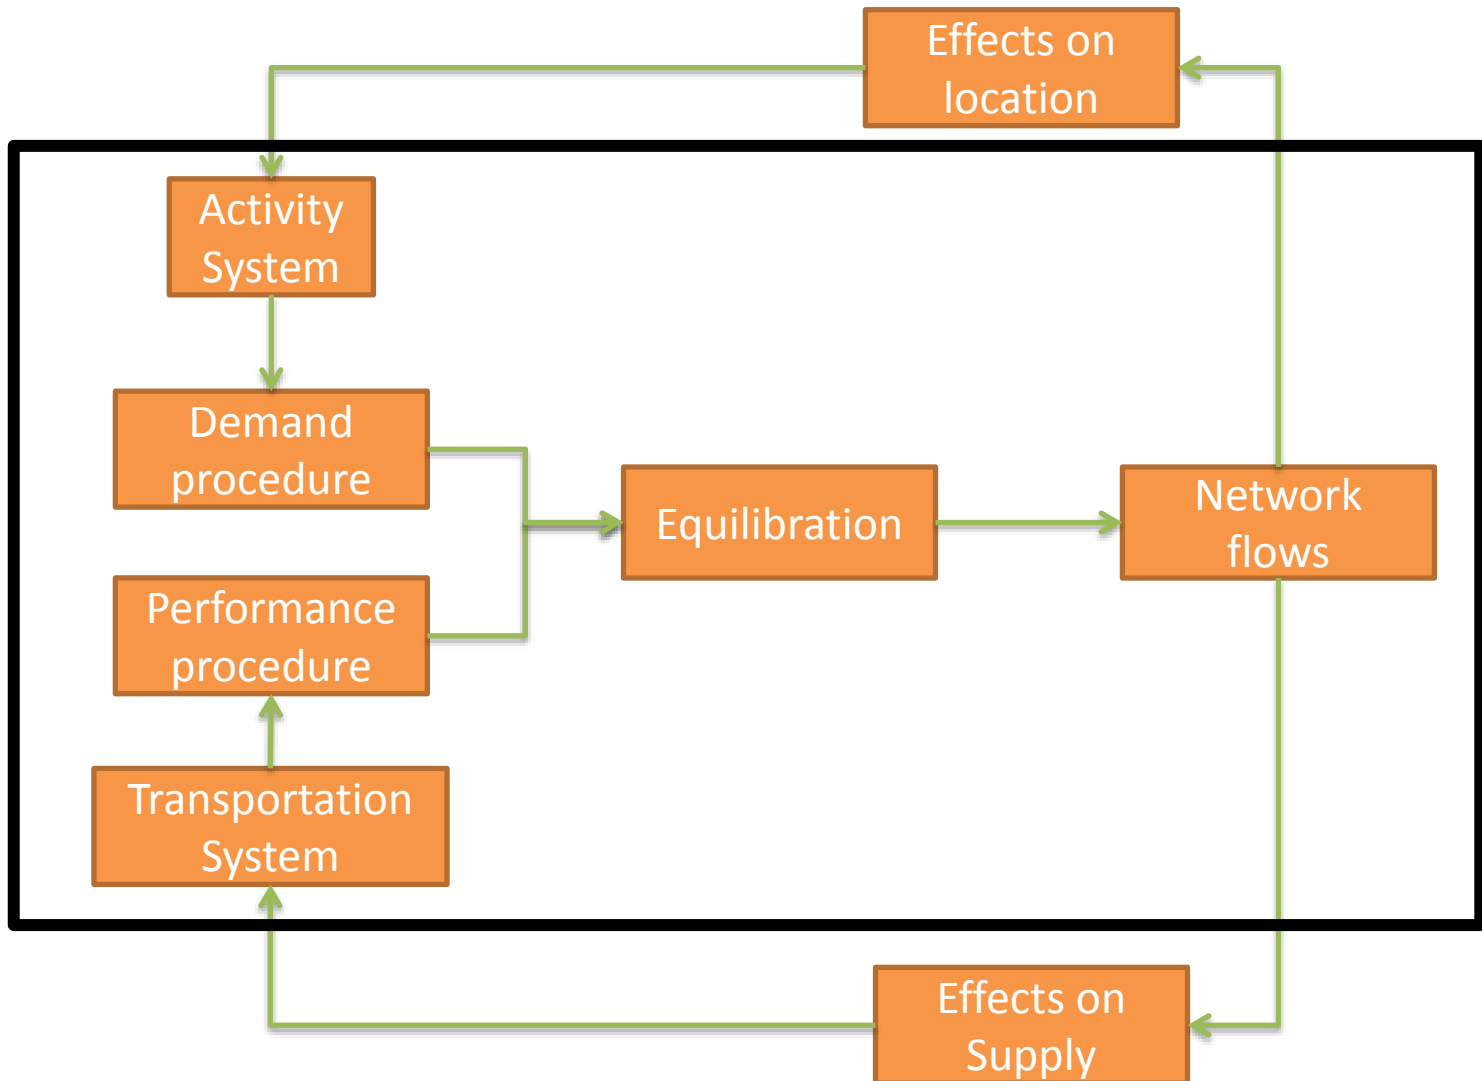 Effects on
location
Activity
System
Demand
procedure
Equilibration
Network
flows
Performance
procedure
Transportation
System
Effects on
Supply